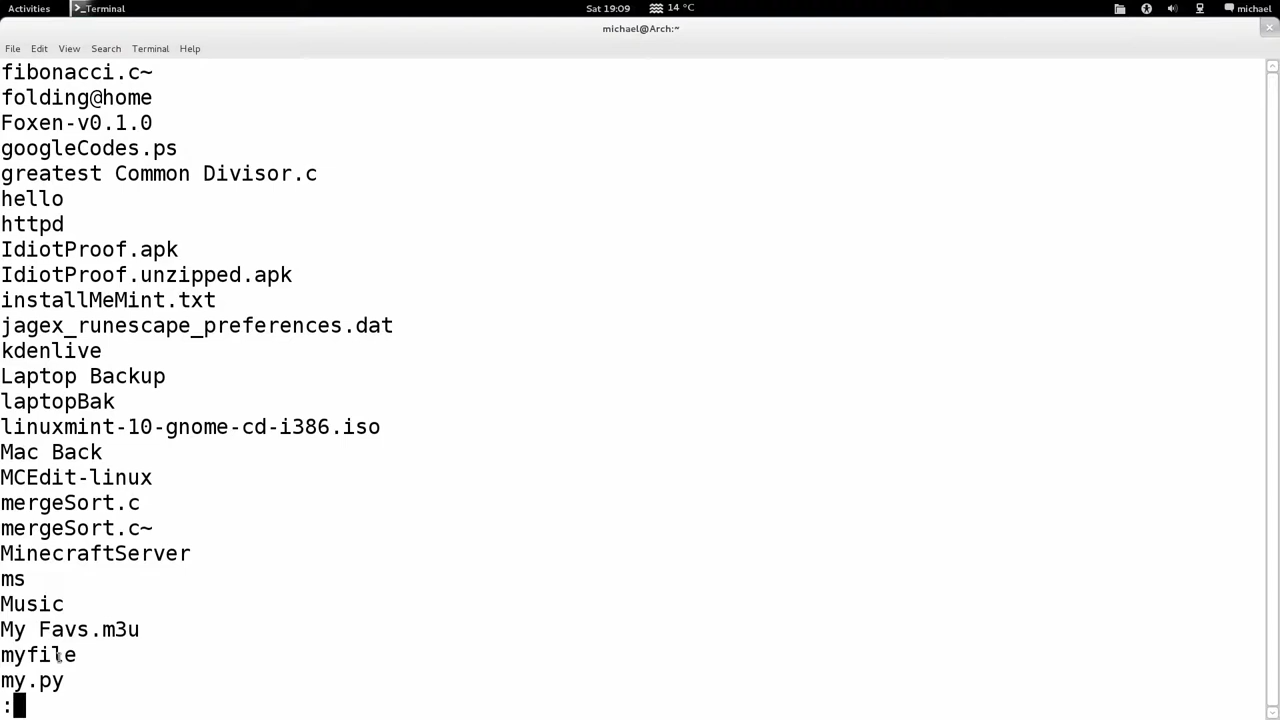 Activities Terminal Sat 19:09 14 °C michael
michael@Arch:~
File Edit View Search Terminal Help
fibonacci.c~
folding@home
Foxen-v0.1.0
googleCodes.ps
greatest Common Divisor.c
hello
httpd
IdiotProof.apk
IdiotProof.unzipped.apk
installMeMint.txt
jagex_runescape_preferences.dat
kdenlive
Laptop Backup
laptopBak
linuxmint-10-gnome-cd-i386.iso
Mac Back
MCEdit-linux
mergeSort.c
mergeSort.c~
MinecraftServer
ms
Music
My Favs.m3u
myfile
my.py
: